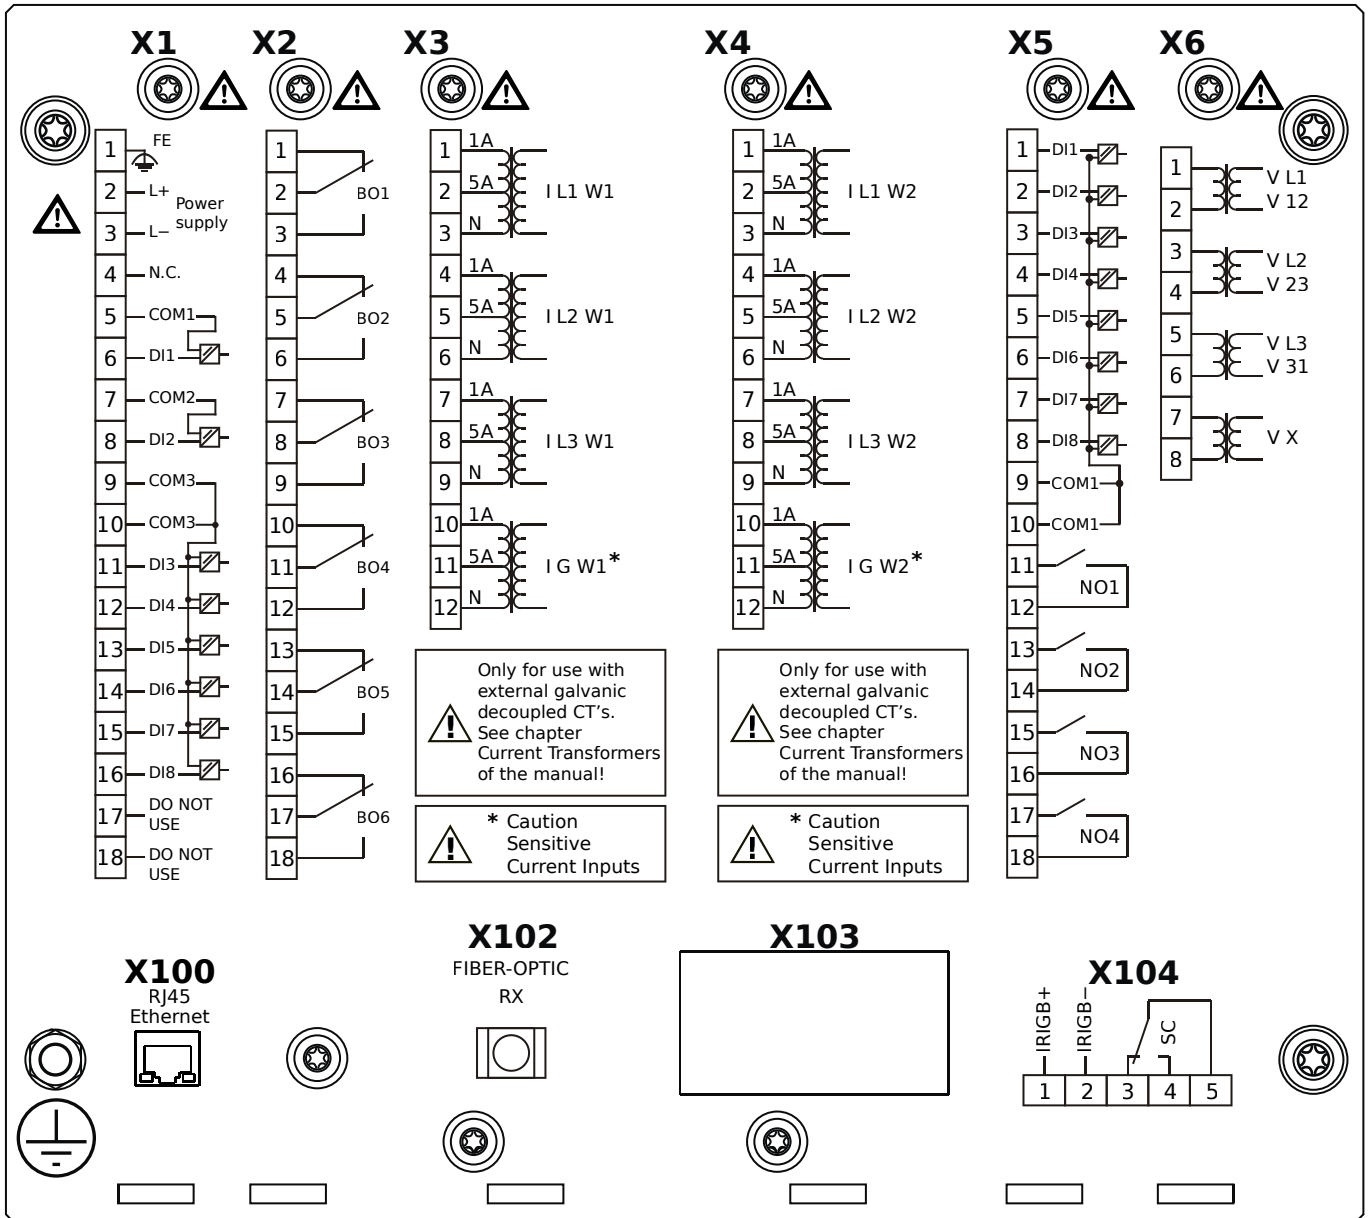 X1
1
FE
2
L+
Power
supply
3
L−
4
N.C.
5
COM1
6
DI1
7
COM2
8
DI2
9
COM3
10
COM3
11
DI3
12
DI4
13
DI5
14
DI6
15
DI7
16
DI8
17
DO NOT
USE
18
DO NOT
USE
X2
1
2
BO1
3
4
5
BO2
6
7
8
BO3
9
10
11
BO4
12
13
14
BO5
15
16
17
BO6
18
X3
1
1A
2
5A
I L1 W1
3
N
4
1A
5
5A
I L2 W1
6
N
7
1A
8
5A
I L3 W1
9
N
10
1A
11
5A
I G W1*
12
N
Only for use with
external galvanic
decoupled CT's.
See chapter
Current Transformers
of the manual!
* Caution
Sensitive
Current Inputs
X4
1
1A
2
5A
I L1 W2
3
N
4
1A
5
5A
I L2 W2
6
N
7
1A
8
5A
I L3 W2
9
N
10
1A
11
5A
I G W2*
12
N
Only for use with
external galvanic
decoupled CT's.
See chapter
Current Transformers
of the manual!
* Caution
Sensitive
Current Inputs
X5
1
DI1
2
DI2
3
DI3
4
DI4
5
DI5
6
DI6
7
DI7
8
DI8
9
COM1
10
COM1
11
NO1
12
13
NO2
14
15
NO3
16
17
NO4
18
X6
1
V L1
2
V 12
3
V L2
4
V 23
5
V L3
6
V 31
7
V X
8
X100
RJ45
Ethernet
X102
FIBER-OPTIC
RX
X103
X104
IRIGB+
IRIGB−
SC
1 2 3 4 5